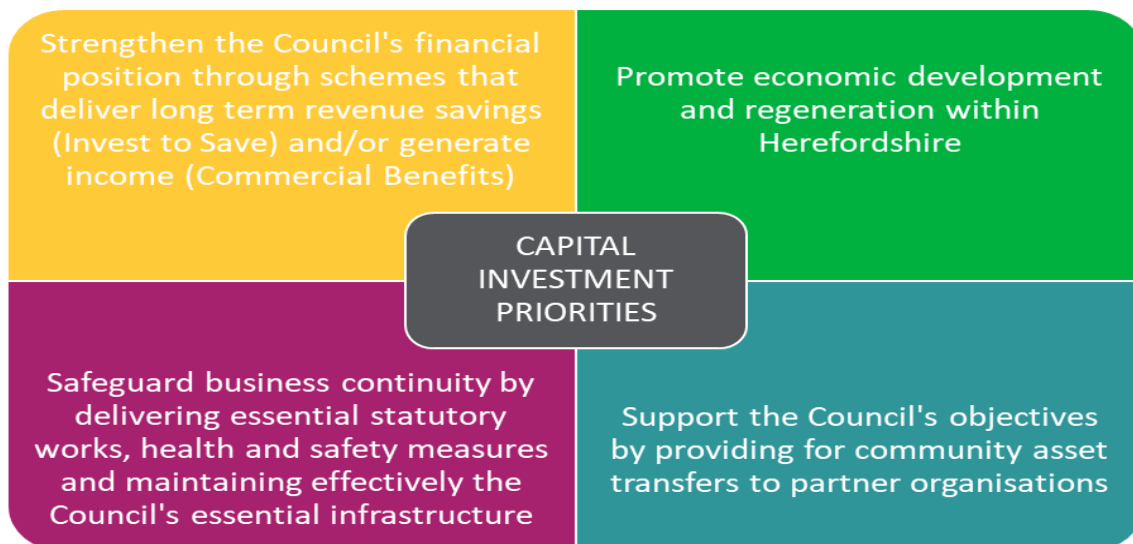 Strengthen the Council's financial
position through schemes that
deliver long term revenue savings
(Invest to Save) and/or generate
income (Commercial Benefits)
Promote economic development
and regeneration within
Herefordshire
CAPITAL
INVESTMENT
PRIORITIES
Safeguard business continuity by
delivering essential statutory
works, health and safety measures
and maintaining effectively the
Council's essential infrastructure
Support the Council's objectives
by providing for community asset
transfers to partner organisations